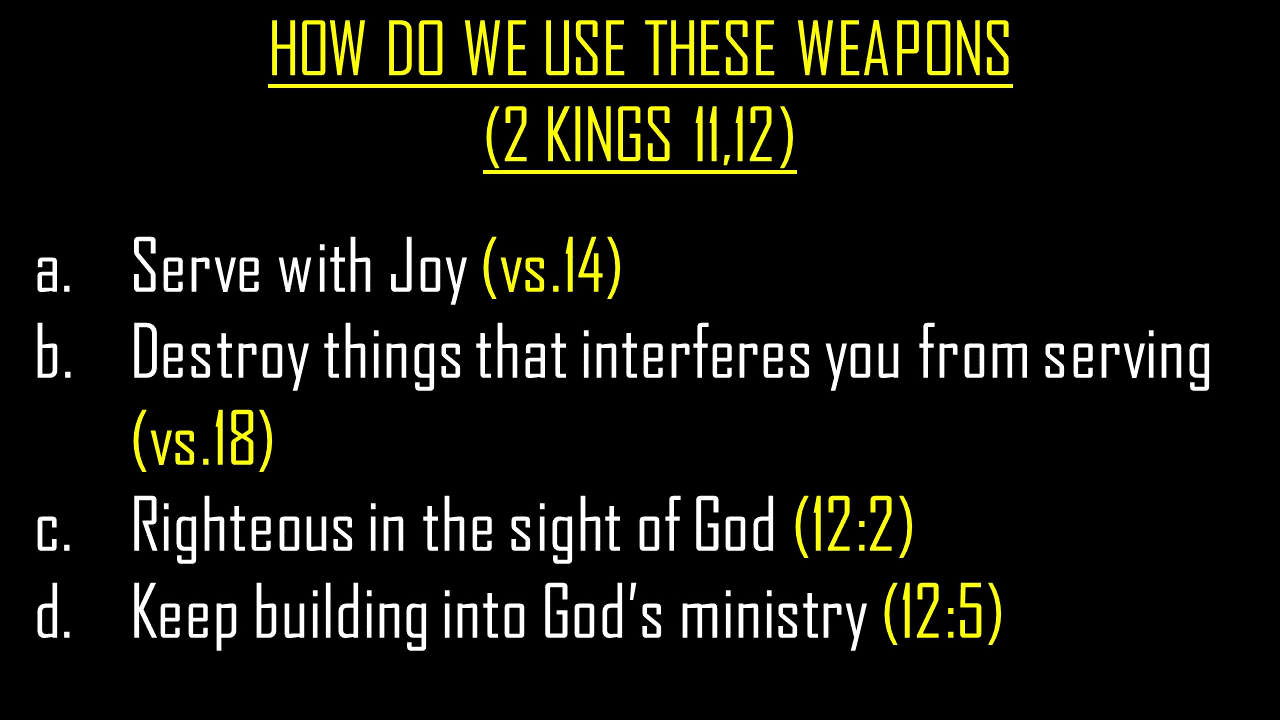 HOW DO WE USE THESE WEAPONS
(2 KINGS 11,12)
a. Serve with Joy (vs.14)
b. Destroy things that interferes you from serving
(vs.18)
c. Righteous in the sight of God (12:2)
d. Keep building into God’s ministry (12:5)